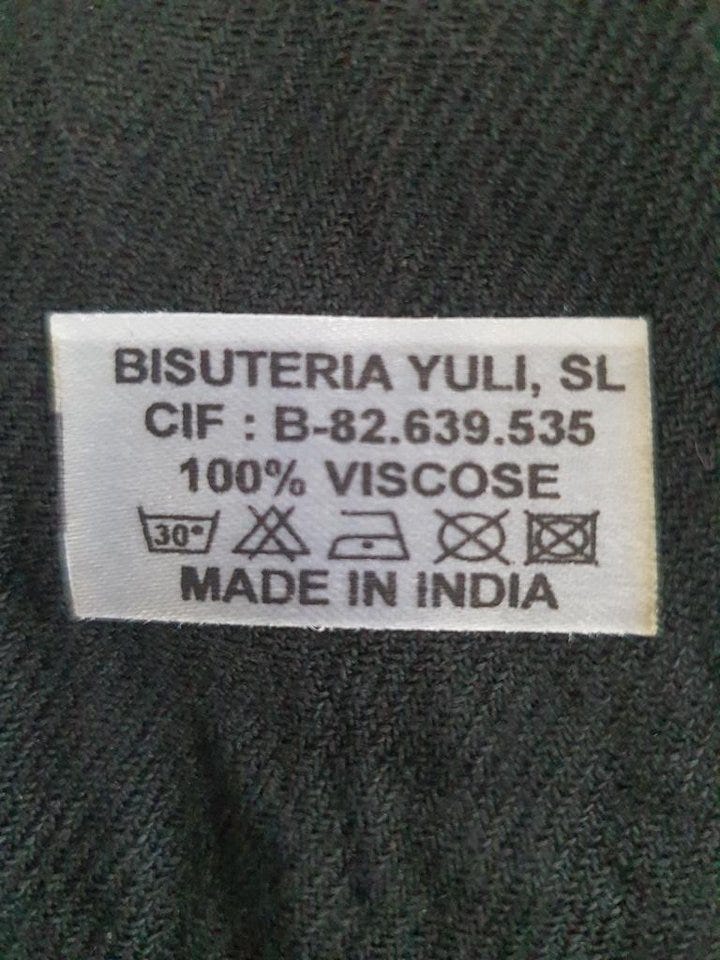 BISUTERIA YULI, SL
CIF : B-82.639.535
100% VISCOSE
30°
MADE IN INDIA